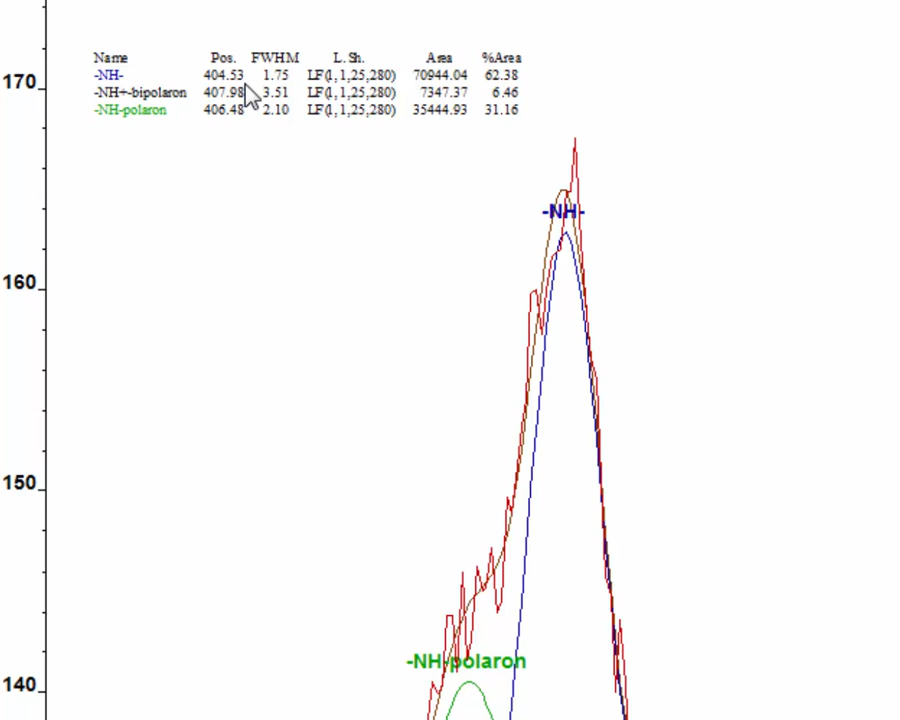 Name Pos. FWHM L.Sh. Area %Area
-NH- 404.53 1.75 LF(1,1,25,280) 70944.04 62.38
-NH+-bipolaron 407.98 3.51 LF(1,1,25,280) 7347.37 6.46
-NH-polaron 406.48 2.10 LF(1,1,25,280) 35444.93 31.16
170
-NH-
160
150
-NH-polaron
140